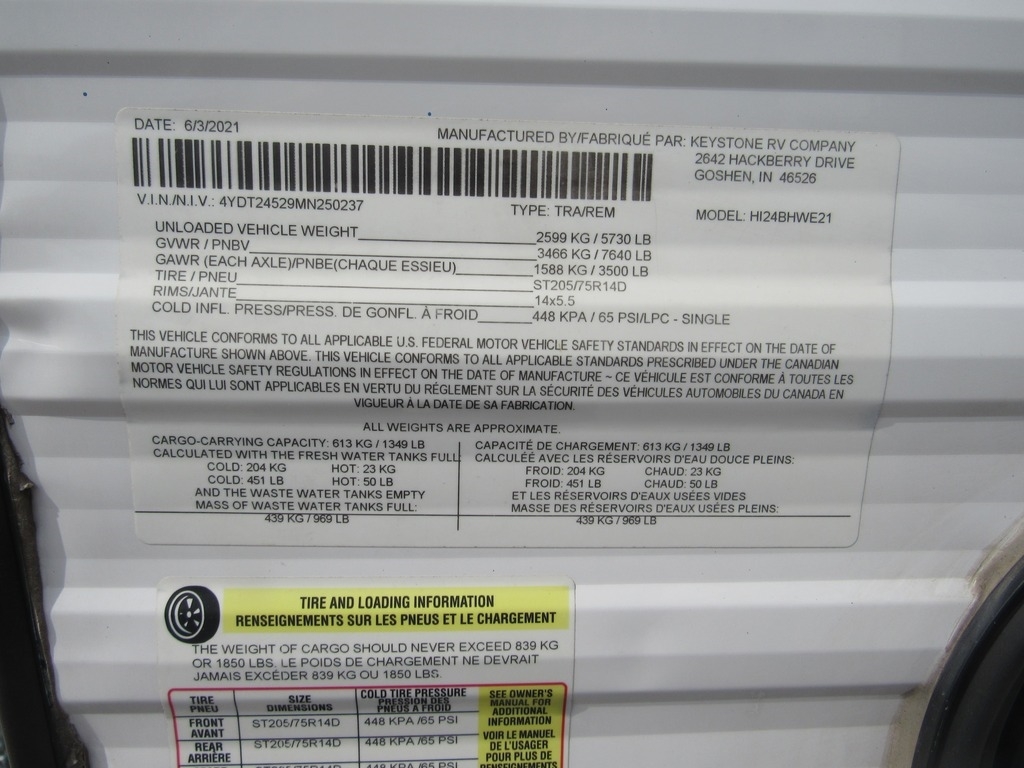 DATE: 6/3/2021
MANUFACTURED BY/FABRIQUÉ PAR: KEYSTONE RV COMPANY
2642 HACKBERRY DRIVE
GOSHEN, IN 46526
V.I.N./N.I.V.: 4YDT24529MN250237
TYPE: TRA/REM
MODEL: HI24BHWE21
UNLOADED VEHICLE WEIGHT 2599 KG / 5730 LB
GVWR / PNBV 3466 KG / 7640 LB
GAWR (EACH AXLE)/PNBE(CHAQUE ESSIEU) 1588 KG / 3500 LB
TIRE / PNEU ST205/75R14D
RIMS/JANTE 14x5.5
COLD INFL. PRESS/PRESS. DE GONFL. À FROID 448 KPA / 65 PSI/LPC - SINGLE
THIS VEHICLE CONFORMS TO ALL APPLICABLE U.S. FEDERAL MOTOR VEHICLE SAFETY STANDARDS IN EFFECT ON THE DATE OF
MANUFACTURE SHOWN ABOVE. THIS VEHICLE CONFORMS TO ALL APPLICABLE STANDARDS PRESCRIBED UNDER THE CANADIAN
MOTOR VEHICLE SAFETY REGULATIONS IN EFFECT ON THE DATE OF MANUFACTURE ~ CE VÉHICULE EST CONFORME À TOUTES LES
NORMES QUI LUI SONT APPLICABLES EN VERTU DU RÉGLEMENT SUR LA SÉCURITÉ DES VÉHICULES AUTOMOBILES DU CANADA EN
VIGUEUR À LA DATE DE SA FABRICATION.
ALL WEIGHTS ARE APPROXIMATE.
CARGO-CARRYING CAPACITY: 613 KG / 1349 LB
CALCULATED WITH THE FRESH WATER TANKS FULL:
COLD: 204 KG HOT: 23 KG
COLD: 451 LB HOT: 50 LB
AND THE WASTE WATER TANKS EMPTY
MASS OF WASTE WATER TANKS FULL:
439 KG / 969 LB
CAPACITÉ DE CHARGEMENT: 613 KG / 1349 LB
CALCULÉE AVEC LES RÉSERVOIRS D'EAU DOUCE PLEINS:
FROID: 204 KG CHAUD: 23 KG
FROID: 451 LB CHAUD: 50 LB
ET LES RÉSERVOIRS D'EAUX USÉES VIDES
MASSE DES RÉSERVOIRS D'EAUX USÉES PLEINS:
439 KG / 969 LB
TIRE AND LOADING INFORMATION
RENSEIGNEMENTS SUR LES PNEUS ET LE CHARGEMENT
THE WEIGHT OF CARGO SHOULD NEVER EXCEED 839 KG
OR 1850 LBS. LE POIDS DE CHARGEMENT NE DEVRAIT
JAMAIS EXCÉDER 839 KG OU 1850 LBS.
TIRE
PNEU
SIZE
DIMENSIONS
COLD TIRE PRESSURE
PRESSION DES
PNEUS A FROID
FRONT
AVANT
ST205/75R14D
448 KPA /65 PSI
REAR
ARRIÈRE
ST205/75R14D
448 KPA /65 PSI
ST205/75R14D
448 KPA /65 PSI
SEE OWNER'S
MANUAL FOR
ADDITIONAL
INFORMATION
VOIR LE MANUEL
DE L'USAGER
POUR PLUS DE
RENSEIGNEMENTS